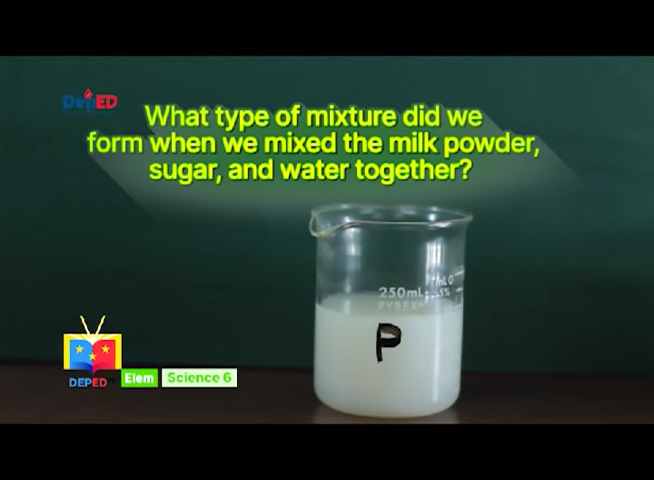 DepED
What type of mixture did we
form when we mixed the milk powder,
sugar, and water together?
250mL
PYREX
P
DEPED
Elem
Science 6